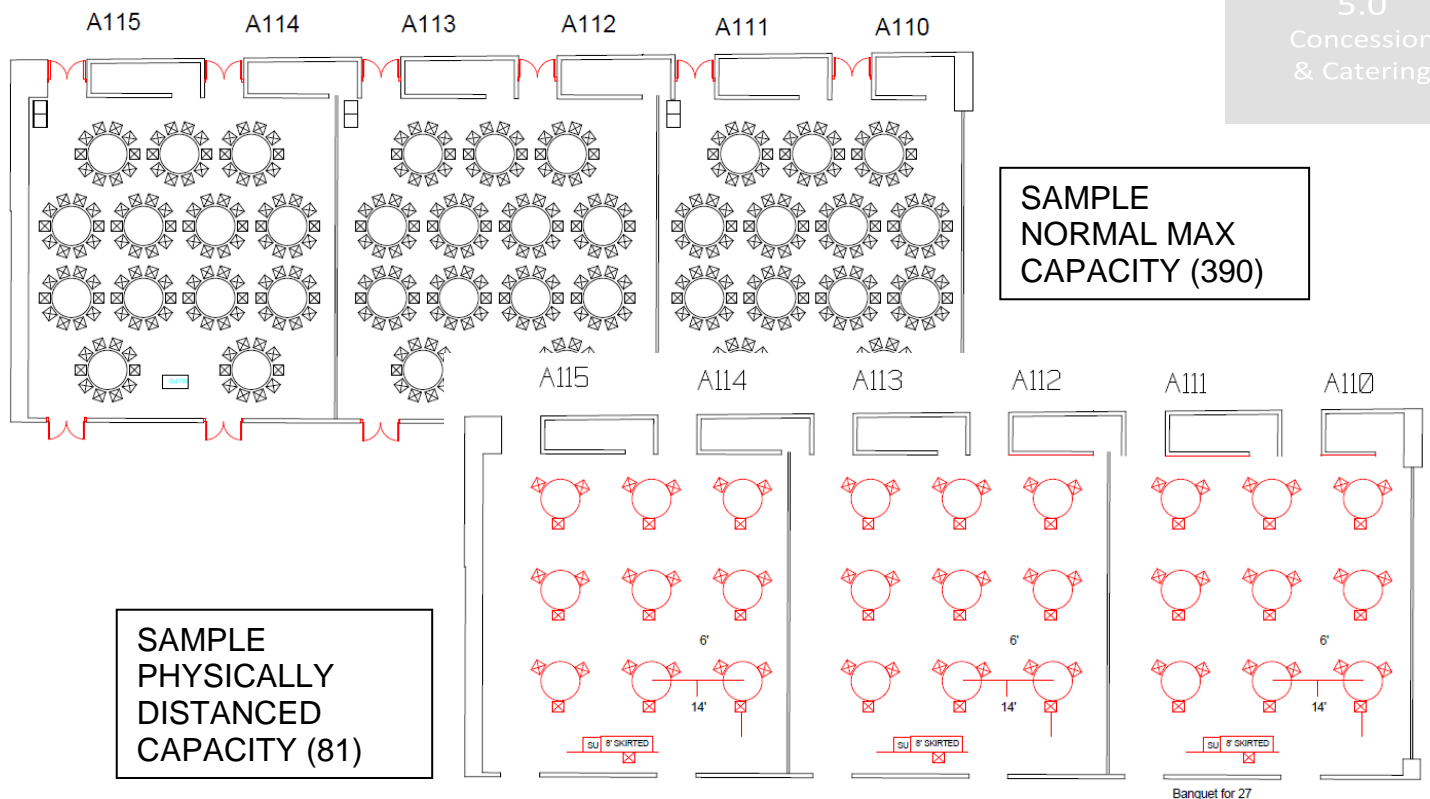 A115 A114 A113 A112 A111 A110
5.0
Concession
& Catering
SAMPLE
NORMAL MAX
CAPACITY (390)
A115 A114 A113 A112 A111 A110
6' 6' 6'
14' 14' 14'
SU 8' SKIRTED SU 8' SKIRTED SU 8' SKIRTED
Banquet for 27
SAMPLE
PHYSICALLY
DISTANCED
CAPACITY (81)